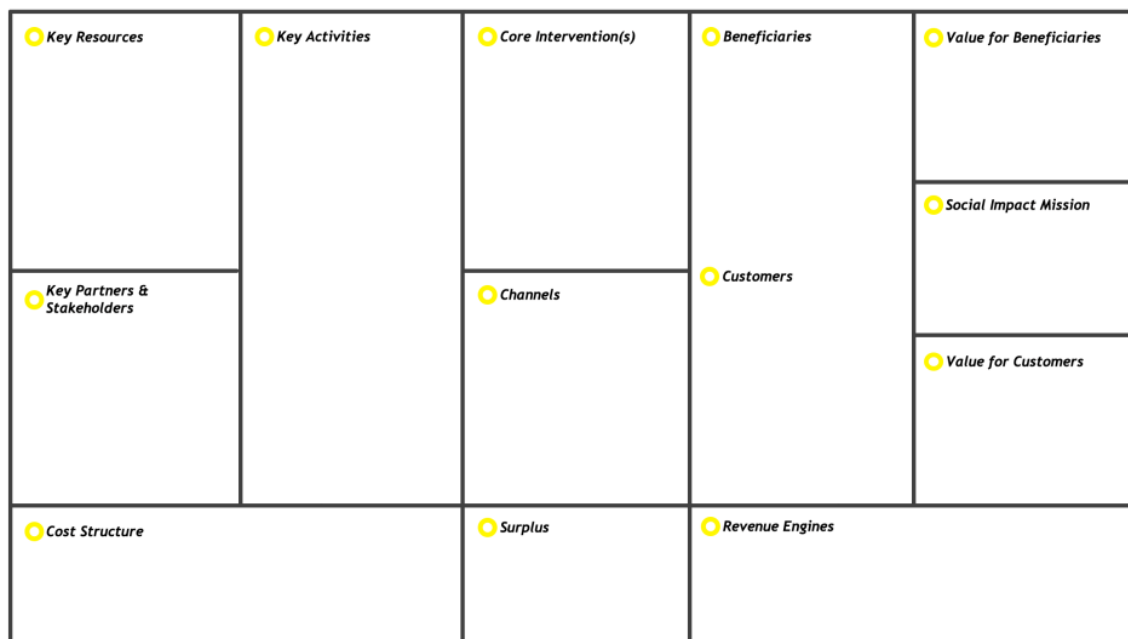 Key Resources
Key Activities
Core Intervention(s)
Beneficiaries
Value for Beneficiaries
Social Impact Mission
Customers
Key Partners &
Stakeholders
Channels
Value for Customers
Cost Structure
Surplus
Revenue Engines